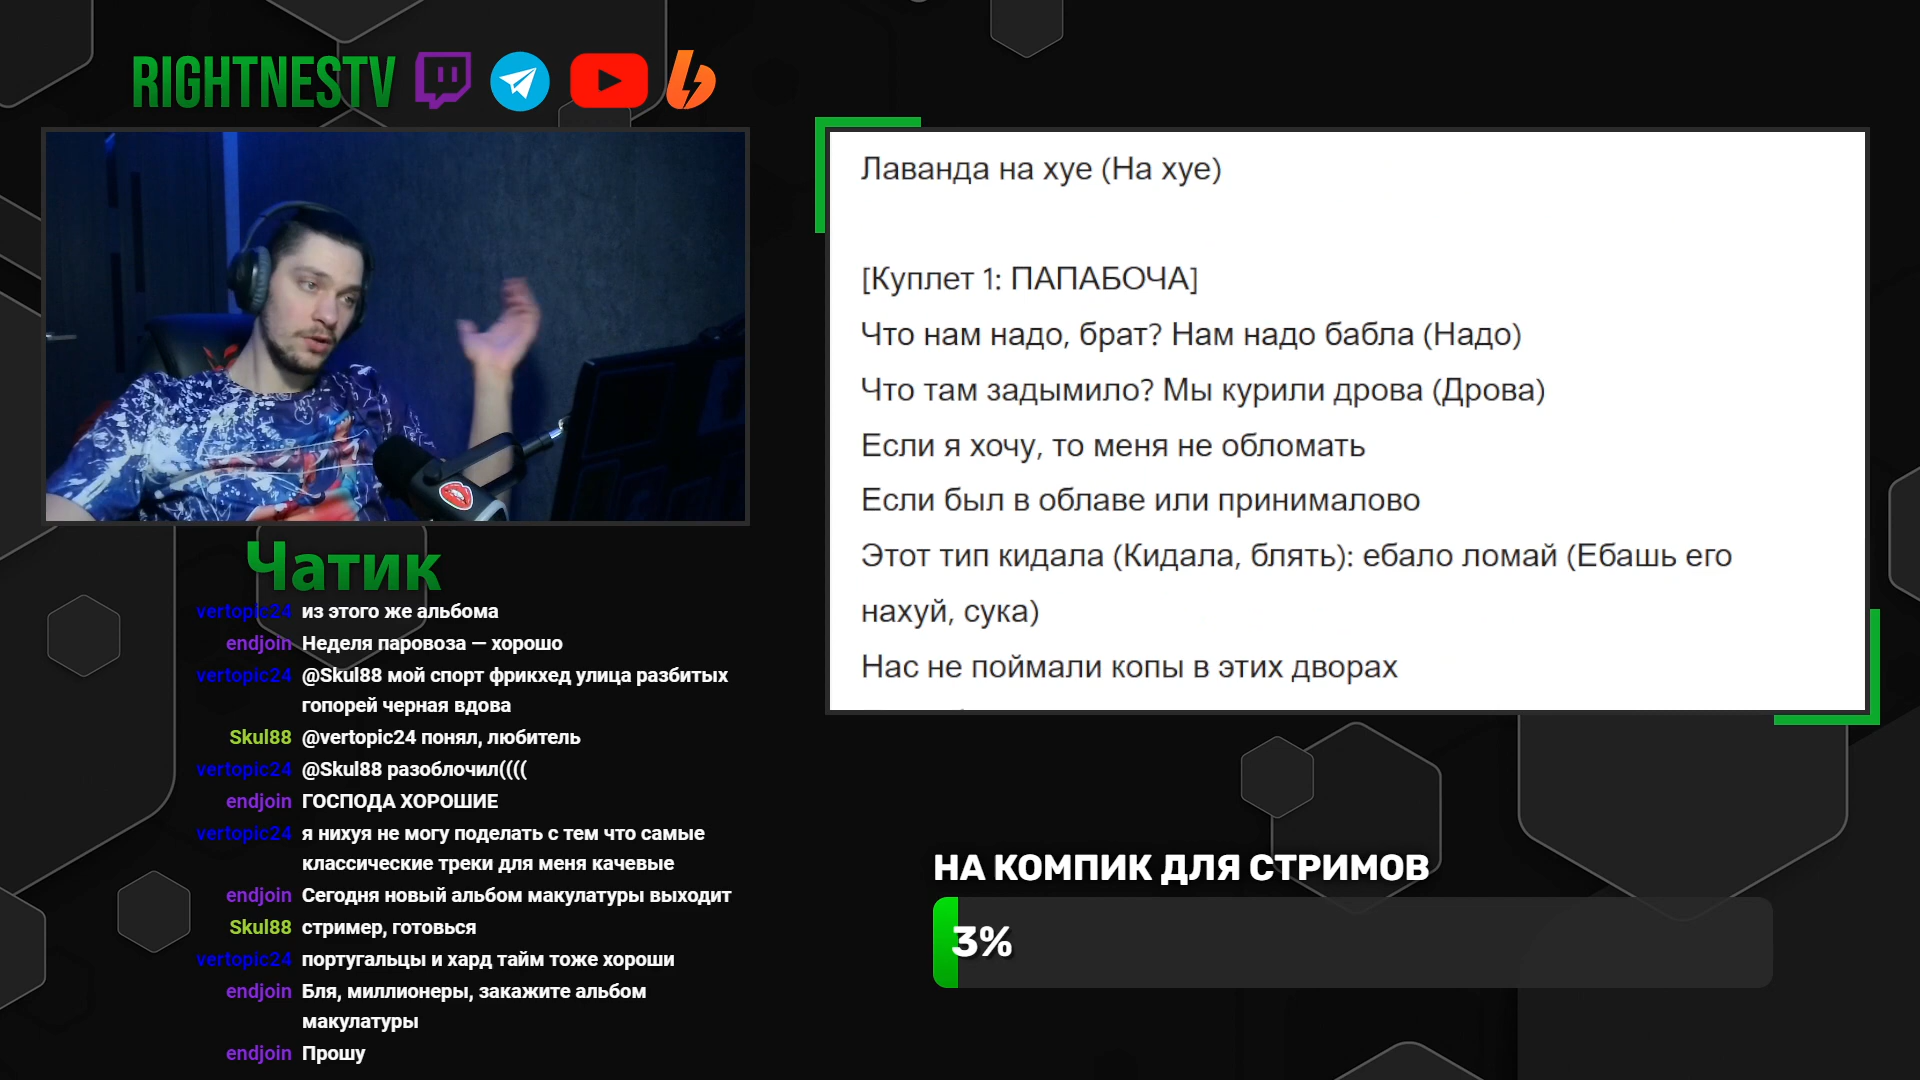 RIGHTNESTV
Лаванда на хуе (На хуе)
[Куплет 1: ПАПАБОЧА]
Что нам надо, брат? Нам надо бабла (Надо)
Что там задымило? Мы курили дрова (Дрова)
Если я хочу, то меня не обломать
Если был в облаве или принималово
Этот тип кидала (Кидала, блять): ебало ломай (Ебашь его
нахуй, сука)
Нас не поймали копы в этих дворах
Чатик
vertopic24 из этого же альбома
endjoin Неделя паровоза — хорошо
vertopic24 @Skul88 мой спорт фрикхед улица разбитых
гопорей черная вдова
Skul88 @vertopic24 понял, любитель
vertopic24 @Skul88 разоблочил((((
endjoin ГОСПОДА ХОРОШИЕ
vertopic24 я нихуя не могу поделать с тем что самые
классические треки для меня качевые
endjoin Сегодня новый альбом макулатуры выходит
Skul88 стример, готовься
vertopic24 португальцы и хард тайм тоже хороши
endjoin Бля, миллионеры, закажите альбом
макулатуры
endjoin Прошу
НА КОМПИК ДЛЯ СТРИМОВ
3%